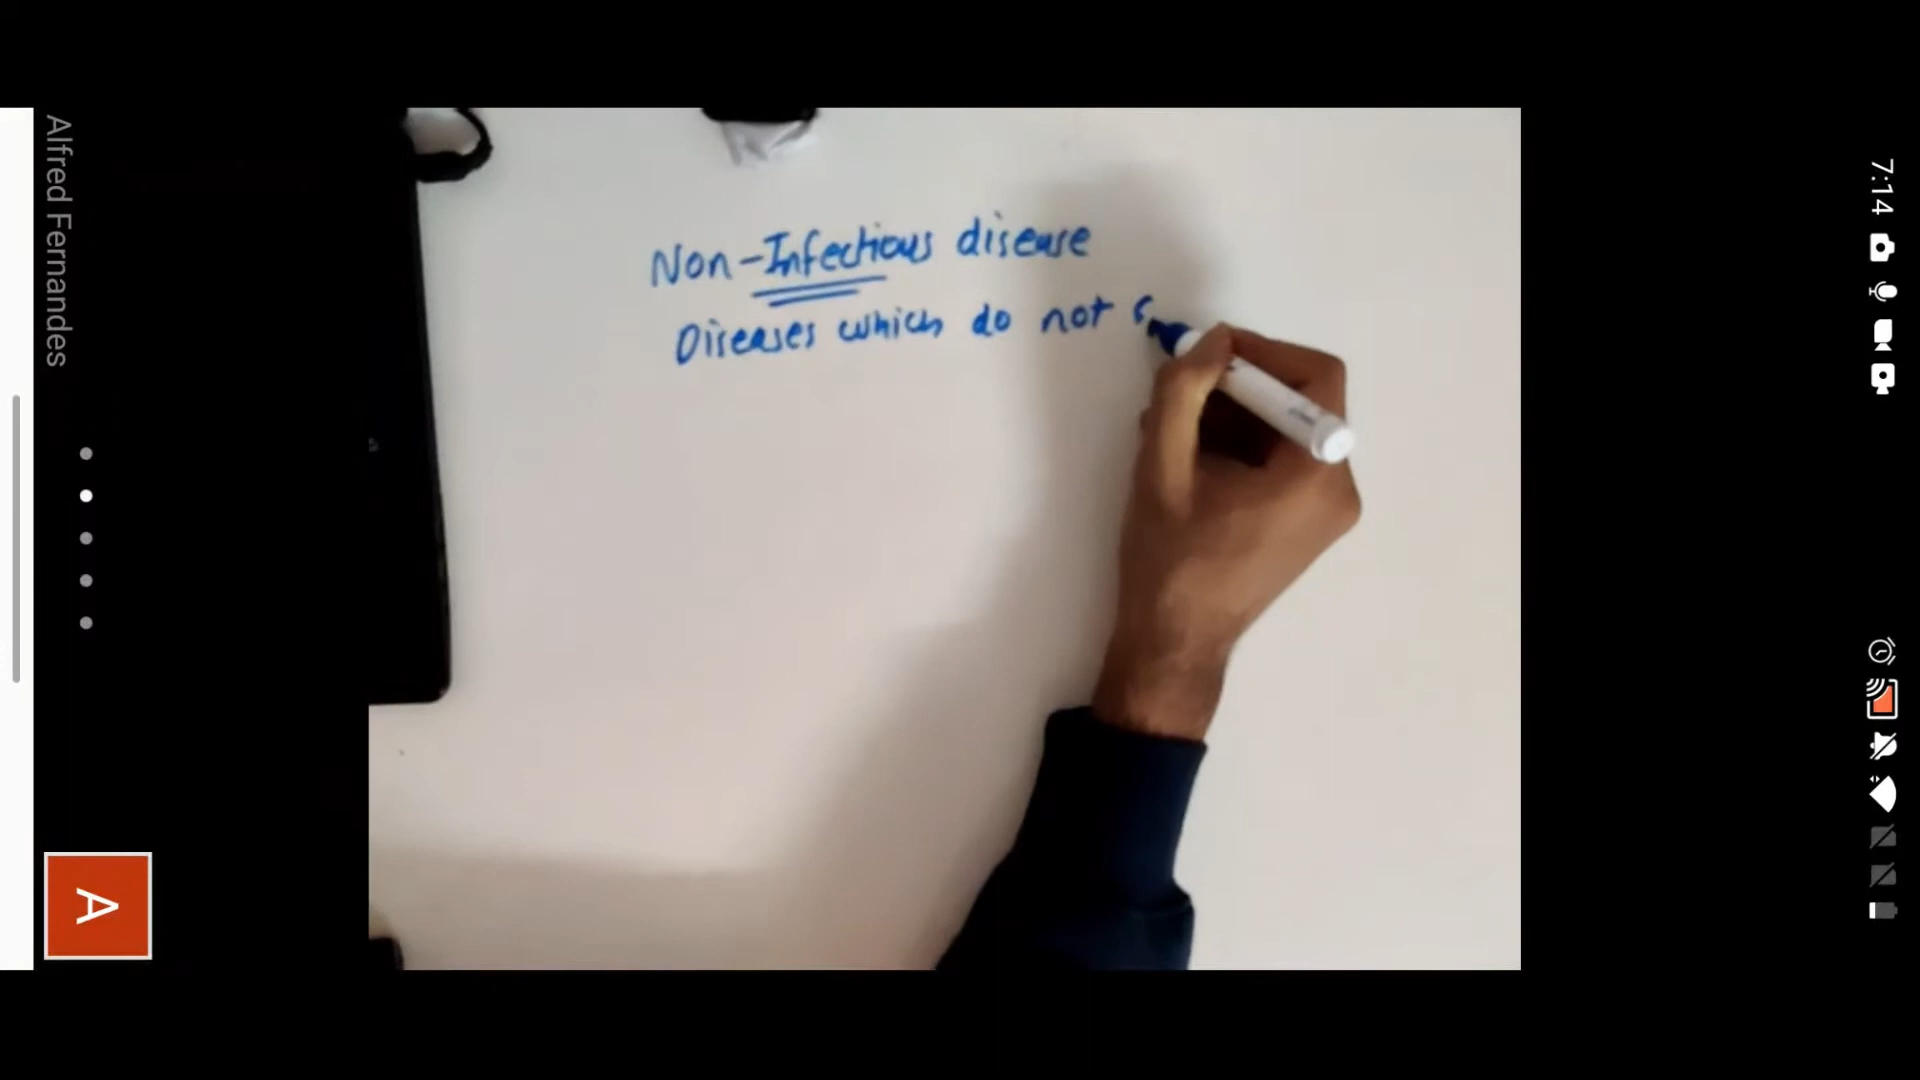 Alfred Fernandes
Non-Infectious disease
Diseases which do not
7:14
A